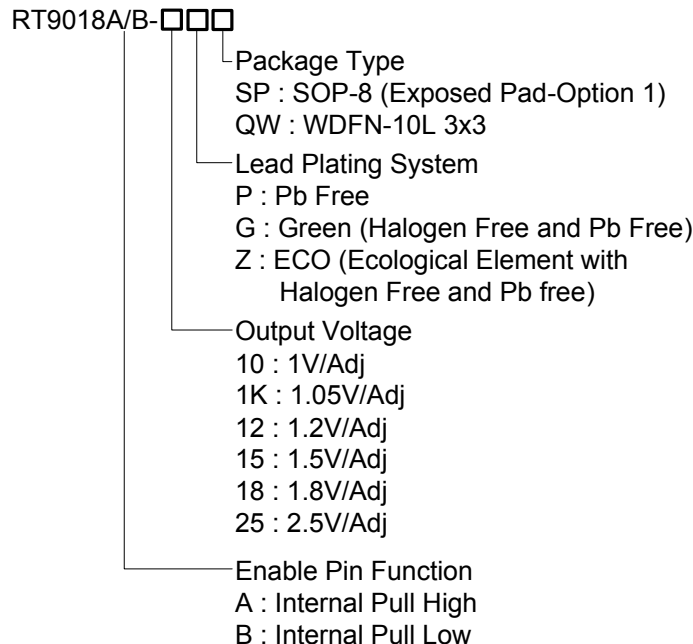 RT9018A/B-□□□
Package Type
SP : SOP-8 (Exposed Pad-Option 1)
QW : WDFN-10L 3x3
Lead Plating System
P : Pb Free
G : Green (Halogen Free and Pb Free)
Z : ECO (Ecological Element with
Halogen Free and Pb free)
Output Voltage
10 : 1V/Adj
1K : 1.05V/Adj
12 : 1.2V/Adj
15 : 1.5V/Adj
18 : 1.8V/Adj
25 : 2.5V/Adj
Enable Pin Function
A : Internal Pull High
B : Internal Pull Low